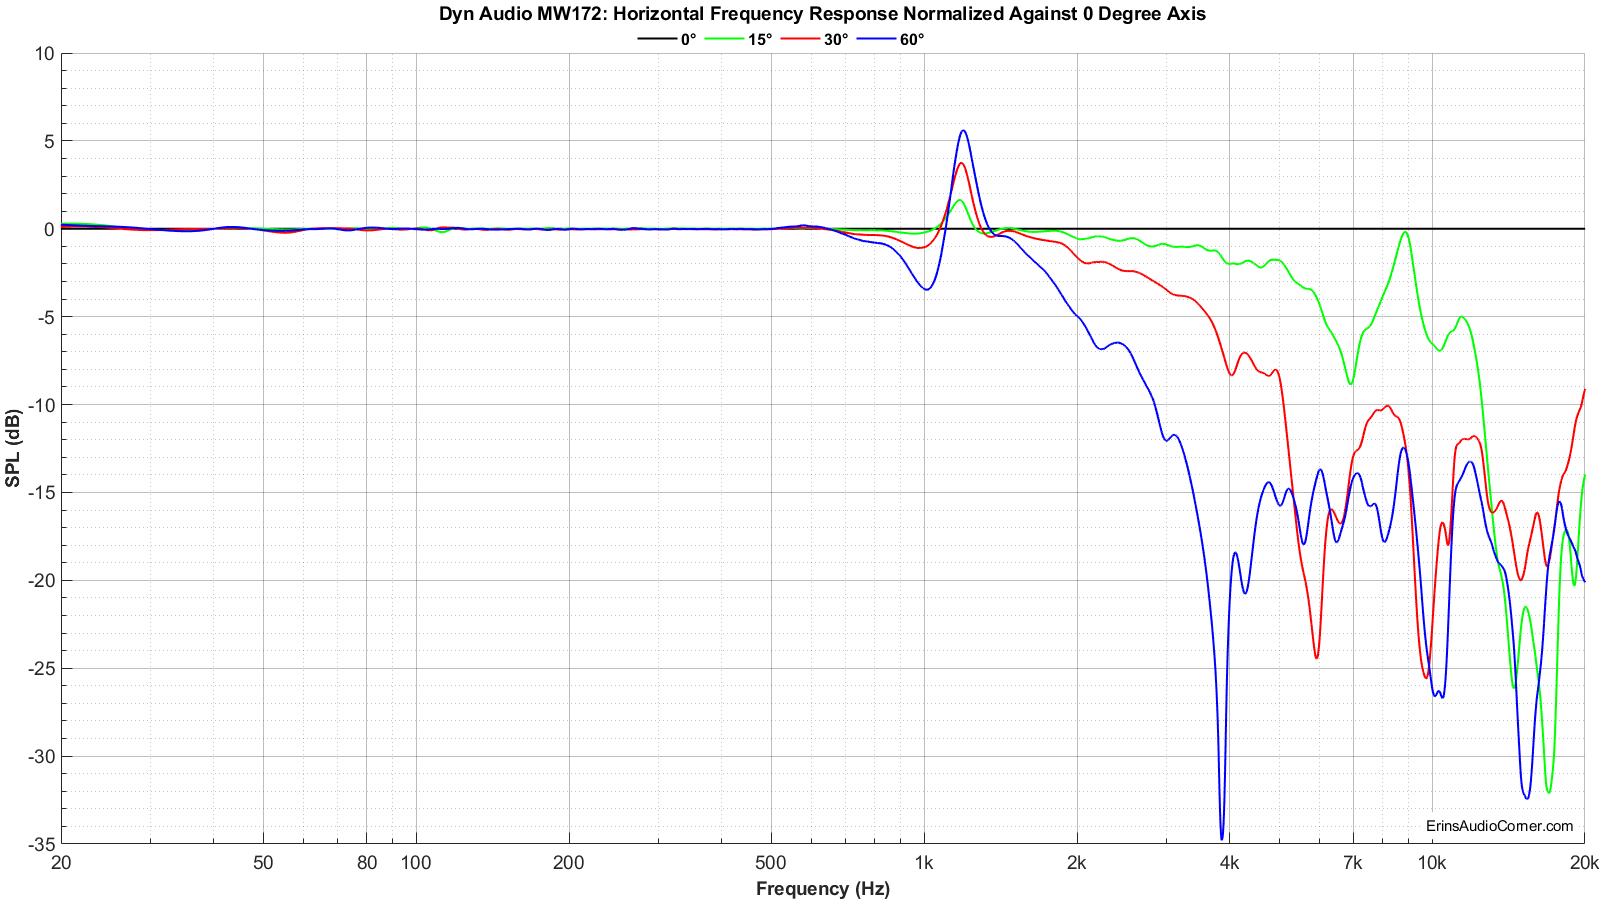 Dyn Audio MW172: Horizontal Frequency Response Normalized Against 0 Degree Axis
0° 15° 30° 60°
10
5
0
-5
-10
-15
-20
-25
-30
-35
SPL (dB)
ErinsAudioCorner.com
20 50 80 100 200 500 1k 2k 4k 7k 10k 20k
Frequency (Hz)